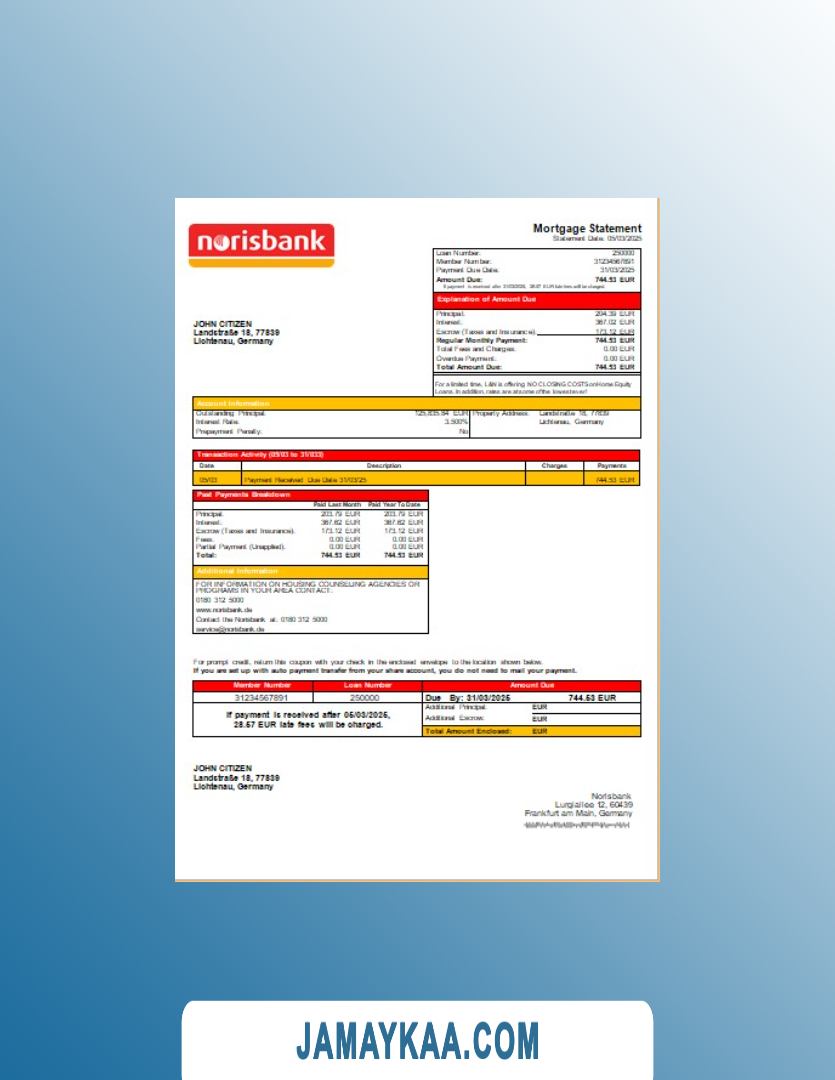 norisbank
Mortgage Statement
Statement Date: 05/03/2025
Loan Number: 250000
Member Number: 31234567891
Payment Due Date: 31/03/2025
Amount Due: 744.53 EUR
If payment is received after 31/03/2025, 28.57 EUR late fees will be charged.
Explanation of Amount Due
Principal: 204.39 EUR
Interest: 367.02 EUR
Escrow (Taxes and Insurance): 173.12 EUR
Regular Monthly Payment: 744.53 EUR
Total Fees and Charges: 0.00 EUR
Overdue Payment: 0.00 EUR
Total Amount Due: 744.53 EUR
JOHN CITIZEN
Landstraße 18, 77839
Lichtenau, Germany
For a limited time, L&N is offering NO CLOSING COSTS on Home Equity
Loans. In addition, rates are at some of the lowest ever!
Account Information
Outstanding Principal: 125,835.84 EUR Property Address: Landstraße 18, 77839
Interest Rate: 3.500% Lichtenau, Germany
Prepayment Penalty: No
Transaction Activity (05/03 to 31/033)
Date Description Charges Payments
05/03 Payment Received Due Date 31/03/25 744.53 EUR
Past Payments Breakdown
Paid Last Month Paid Year To Date
Principal: 203.79 EUR 203.79 EUR
Interest: 367.62 EUR 367.62 EUR
Escrow (Taxes and Insurance): 173.12 EUR 173.12 EUR
Fees: 0.00 EUR 0.00 EUR
Partial Payment (Unapplied): 0.00 EUR 0.00 EUR
Total: 744.53 EUR 744.53 EUR
Additional Information
FOR INFORMATION ON HOUSING COUNSELING AGENCIES OR
PROGRAMS IN YOUR AREA CONTACT:
0180 312 5000
www.norisbank.de
Contact the Norisbank at: 0180 312 5000
service@norisbank.de
For prompt credit, return this coupon with your check in the enclosed envelope to the location shown below.
If you are set up with auto payment transfer from your share account, you do not need to mail your payment.
Member Number Loan Number Amount Due
31234567891 250000 Due By: 31/03/2025 744.53 EUR
Additional Principal: EUR
If payment is received after 05/03/2025,
28.57 EUR late fees will be charged.
Additional Escrow: EUR
Total Amount Enclosed: EUR
JOHN CITIZEN
Landstraße 18, 77839
Lichtenau, Germany
Norisbank
Lurgiallee 12, 60439
Frankfurt am Main, Germany
JAMAYKAA.COM